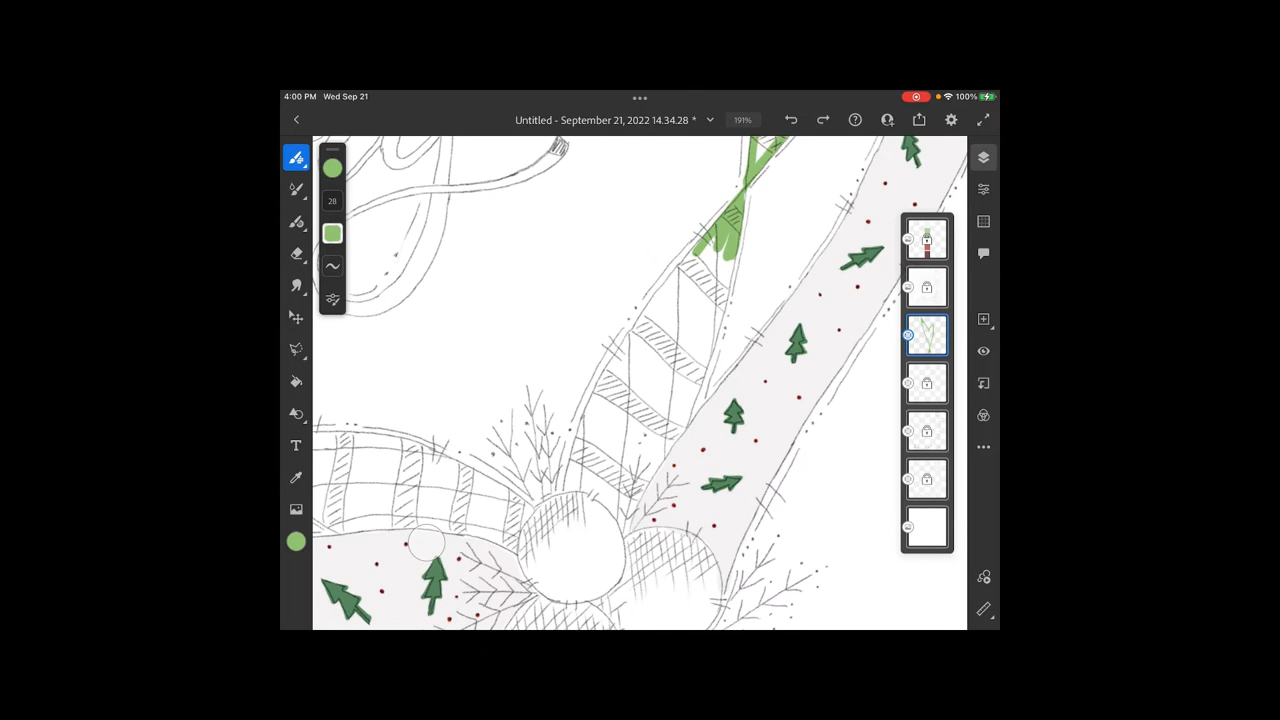 4:00 PM Wed Sep 21
100%
Untitled - September 21, 2022 14.34.28 *
191%
28
T